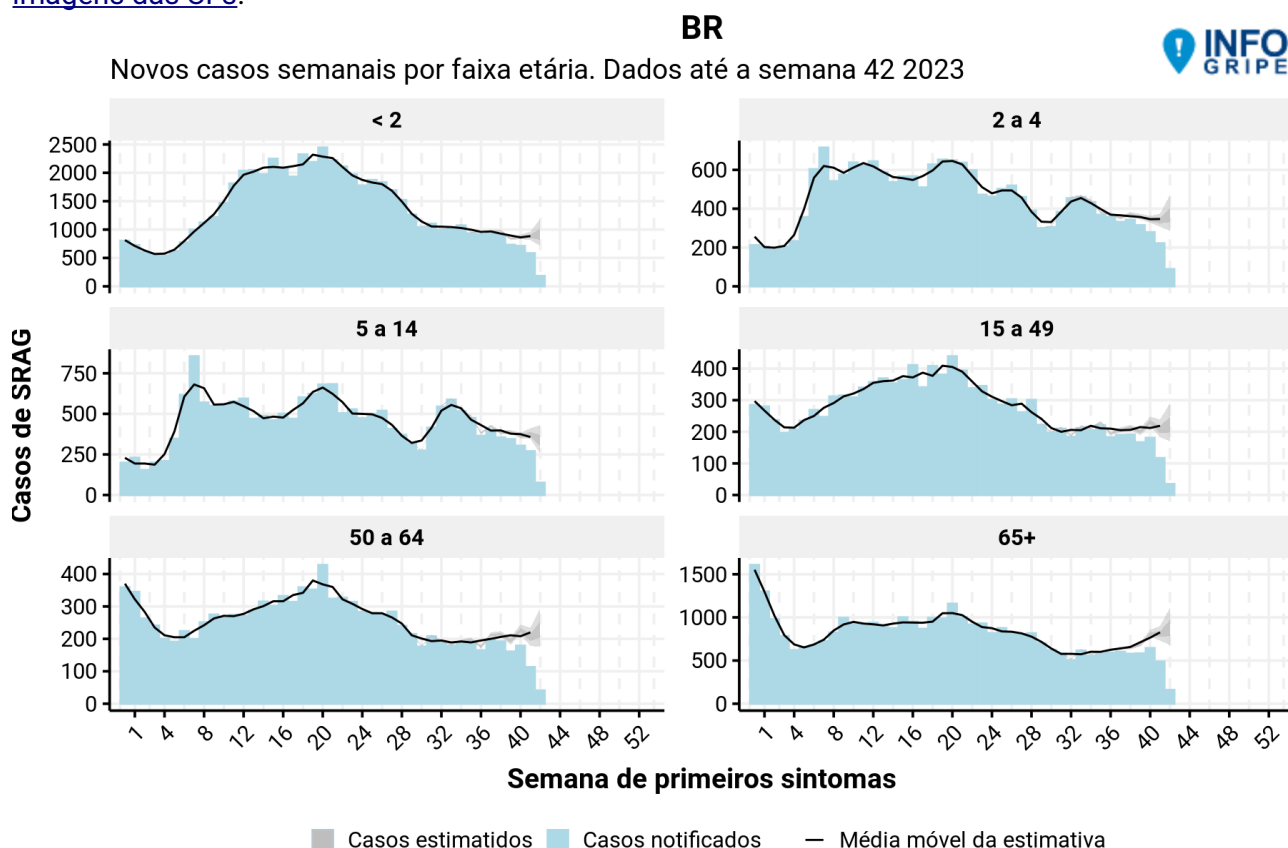 imagens das UFs.
BR
INFO
GRIPE
Novos casos semanais por faixa etária. Dados até a semana 42 2023
< 2
2 a 4
2500
2000
1500
1000
500
0
600
400
200
0
5 a 14
15 a 49
750
500
250
0
400
300
200
100
0
50 a 64
65+
400
300
200
100
0
1500
1000
500
0
Casos de SRAG
1 4 8 12 16 20 24 28 32 36 40 44 48 52
1 4 8 12 16 20 24 28 32 36 40 44 48 52
Semana de primeiros sintomas
Casos estimatidos Casos notificados Média móvel da estimativa